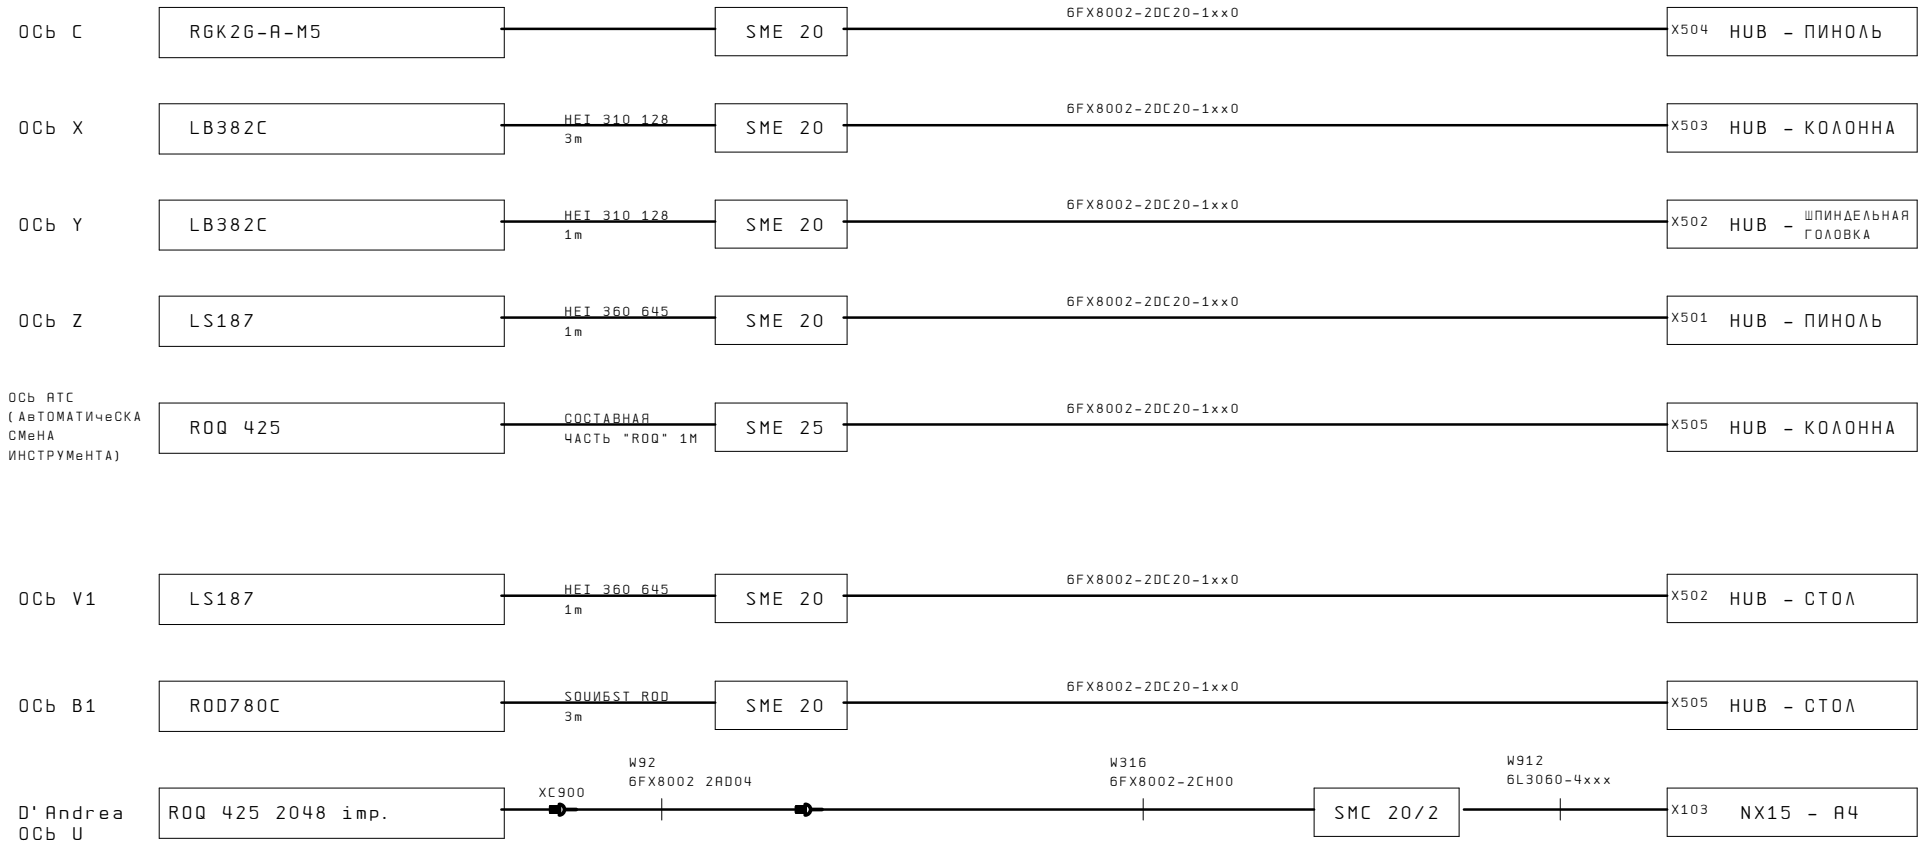 6FX8002-2DC20-1xx0
ОСЬ C RGK2G-A-M5 SME 20 X504 HUB - ПИНОЛЬ
6FX8002-2DC20-1xx0
ОСЬ X LB382C HEI 310 128 SME 20 X503 HUB - КОЛОННА
3m
6FX8002-2DC20-1xx0
ОСЬ Y LB382C HEI 310 128 SME 20 X502 HUB - ШПИНДЕЛЬНАЯ
1m ГОЛОВКА
6FX8002-2DC20-1xx0
ОСЬ Z LS187 HEI 360 645 SME 20 X501 HUB - ПИНОЛЬ
1m
ОСЬ ATC
(АвТОМАТИчеСКА
СМеНА
ИНСТРУМеНТА)
6FX8002-2DC20-1xx0
ROQ 425 СОСТАВНАЯ SME 25 X505 HUB - КОЛОННА
ЧАСТЬ "ROQ" 1М
6FX8002-2DC20-1xx0
ОСЬ V1 LS187 HEI 360 645 SME 20 X502 HUB - СТОЛ
1m
6FX8002-2DC20-1xx0
ОСЬ B1 ROD780C SOUИБST ROD SME 20 X505 HUB - СТОЛ
3m
W92 W316 W912
6FX8002 2AD04 6FX8002-2CH00 6L3060-4xxx
XC900
D'Andrea ROQ 425 2048 imp. SMC 20/2 X103 NX15 - A4
ОСЬ U